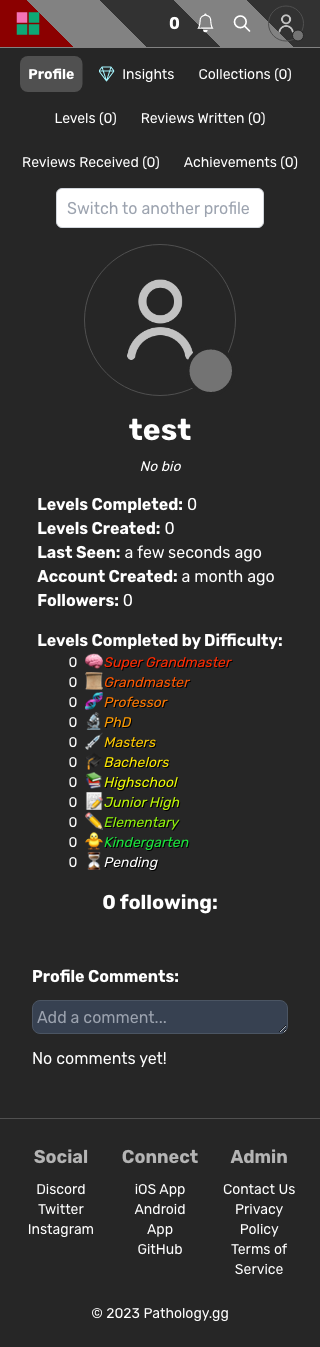 0
Profile Insights Collections (0)
Levels (0) Reviews Written (0)
Reviews Received (0) Achievements (0)
Switch to another profile
test
No bio
Levels Completed: 0
Levels Created: 0
Last Seen: a few seconds ago
Account Created: a month ago
Followers: 0
Levels Completed by Difficulty:
0 Super Grandmaster
0 Grandmaster
0 Professor
0 PhD
0 Masters
0 Bachelors
0 Highschool
0 Junior High
0 Elementary
0 Kindergarten
0 Pending
0 following:
Profile Comments:
Add a comment...
No comments yet!
Social
Discord
Twitter
Instagram
Connect
iOS App
Android
App
GitHub
Admin
Contact Us
Privacy
Policy
Terms of
Service
© 2023 Pathology.gg